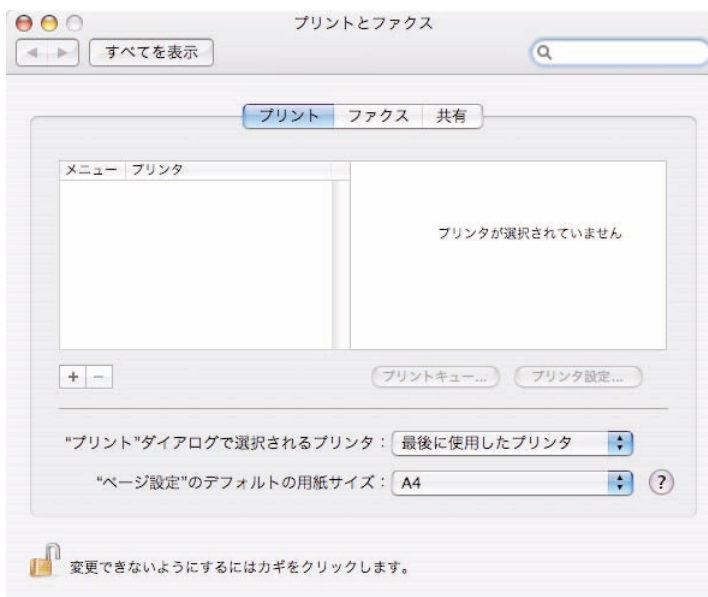 プリントとファクス
すべてを表示
プリント ファクス 共有
メニュー プリンタ
プリンタが選択されていません
+ −
プリントキュー... プリンタ設定...
“プリント”ダイアログで選択されるプリンタ： 最後に使用したプリンタ
“ページ設定”のデフォルトの用紙サイズ： A4 ?
変更できないようにするにはカギをクリックします。